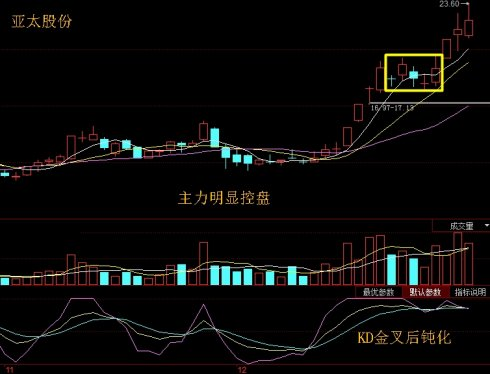 23.60
亚太股份
16.97-17.13
主力明显控盘
成交量
最优参数 默认参数 指标说明
KD金叉后钝化
11 12